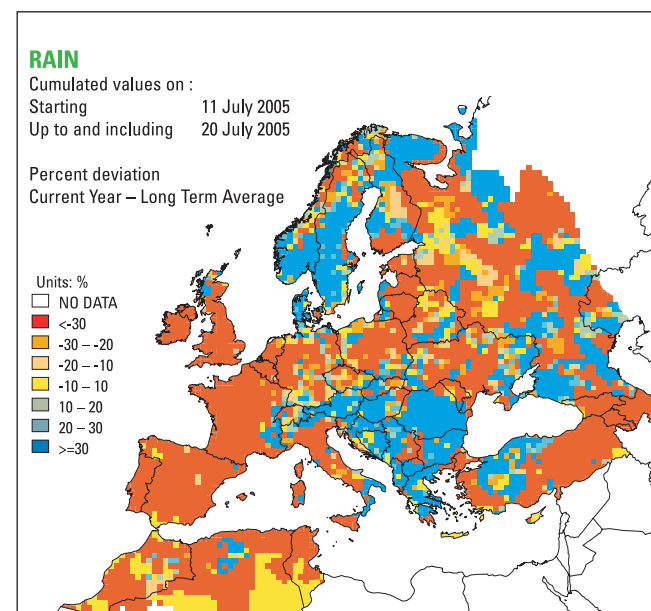 RAIN
Cumulated values on :
Starting 11 July 2005
Up to and including 20 July 2005
Percent deviation
Current Year – Long Term Average
Units: %
NO DATA
<-30
-30 – -20
-20 – -10
-10 – 10
10 – 20
20 – 30
>=30